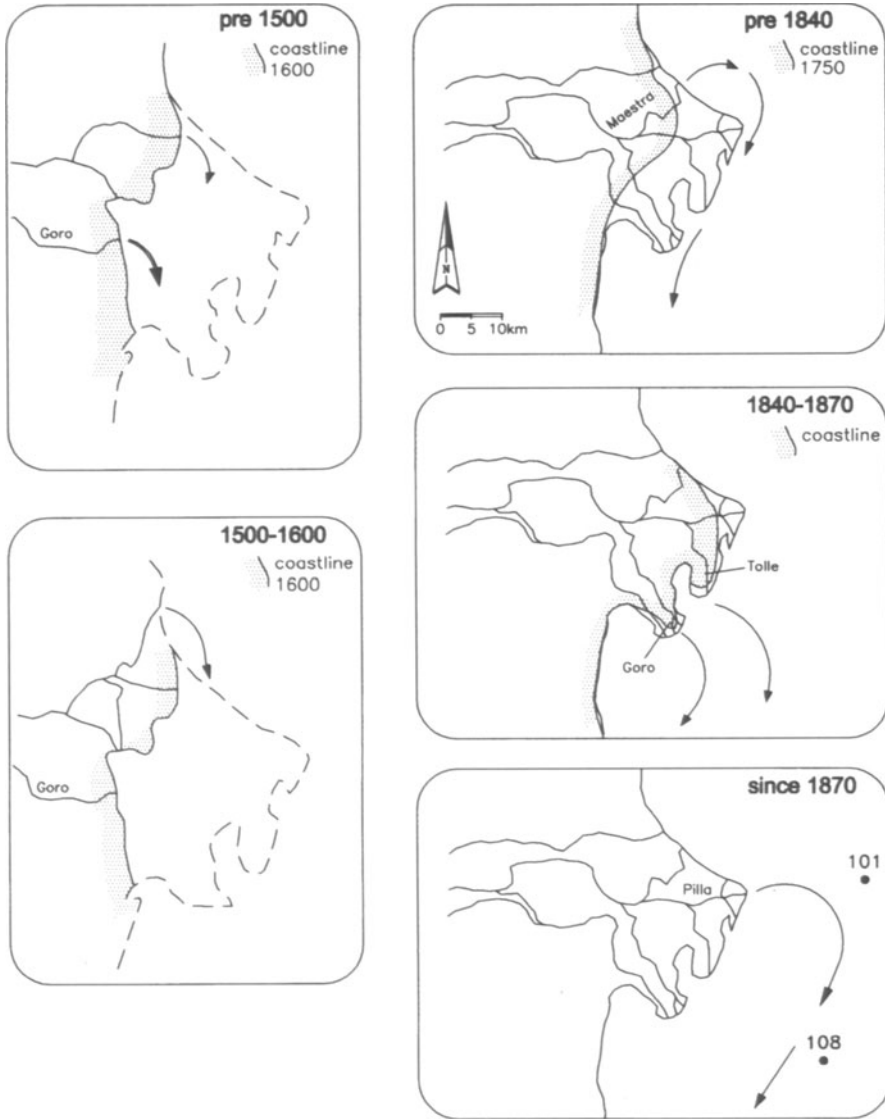 pre 1500
coastline
1600
Goro
1500-1600
coastline
1600
Goro
pre 1840
coastline
1750
Maestra
N
0 5 10km
1840-1870
coastline
Tolle
Goro
since 1870
101
Pilla
108